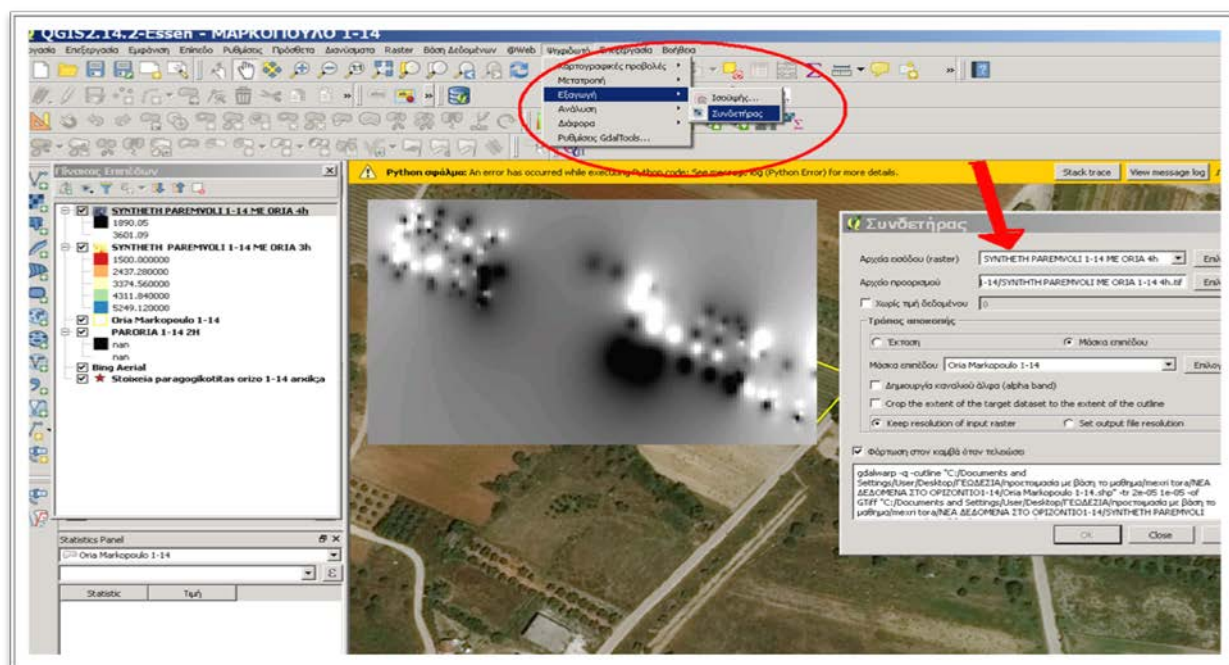 QGIS2.14.2-Essen - ΜΑΡΚΟΠΟΥΛΟ 1-14
Επεξεργασία Εμφάνιση Επίπεδο Ρυθμίσεις Πρόσθετα Διανύσματα Raster Βάση Δεδομένων @Web Ψηφιδωτή Επεξεργασία Βοήθεια
Χαρτογραφικές προβολές
Μετατροπή
Εξαγωγή
Ανάλυση
Διάφορα
Ρυθμίσεις GdalTools...
Ισοϋψής...
Συνδετήρας
Πίνακας Επιπέδων
Python σφάλμα: An error has occurred while executing Python code: See message log (Python Error) for more details.
Stack trace
View message log
SYNTHETH PAREMVOLI 1-14 ME ORIA 4h
1890.05
3601.09
SYNTHETH PAREMVOLI 1-14 ME ORIA 3h
1500.000000
2437.280000
3374.560000
4311.840000
5249.120000
Oria Markopoulo 1-14
PARORIA 1-14 2H
nan
nan
Bing Aerial
Stoixeia paragogikotitas orizo 1-14 arxikça
Statistics Panel
Oria Markopoulo 1-14
Statistic Τιμή
Συνδετήρας
Αρχεία εισόδου (raster) SYNTHETH PAREMVOLI 1-14 ME ORIA 4h
Αρχείο προορισμού -14/SYNTHTH PAREMVOLI ME ORIA 1-14 4h.tif
Χωρίς τιμή δεδομένου 0
Τρόπος αποκοπής
Έκταση Μάσκα επιπέδου
Μάσκα επιπέδου Oria Markopoulo 1-14
Δημιουργία καναλιού άλφα (alpha band)
Crop the extent of the target dataset to the extent of the cutline
Keep resolution of input raster Set output file resolution
Φόρτωση στον καμβά όταν τελειώσει
gdalwarp -q -cutline "C:/Documents and
Settings/User/Desktop/ΓΕΩΔΕΖΙΑ/προετοιμασία με βάση το μαθημα/mexri tora/ΝΕΑ
ΔΕΔΟΜΕΝΑ ΣΤΟ ΟΡΙΖΟΝΤΙΟ1-14/Oria Markopoulo 1-14.shp" -tr 2e-05 1e-05 -of
GTiff "C:/Documents and Settings/User/Desktop/ΓΕΩΔΕΖΙΑ/προετοιμασία με βάση το
μαθημα/mexri tora/ΝΕΑ ΔΕΔΟΜΕΝΑ ΣΤΟ ΟΡΙΖΟΝΤΙΟ1-14/SYNTHETH PAREMVOLI
OK
Close